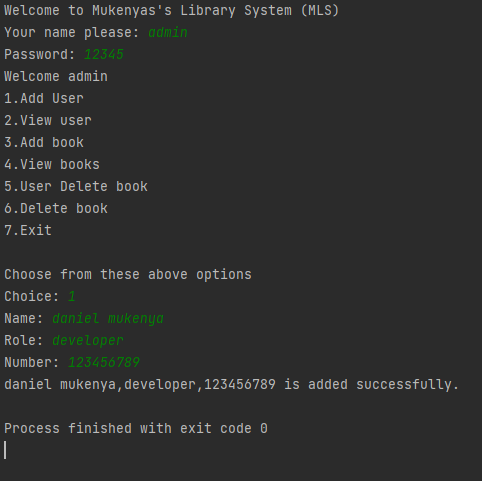 Welcome to Mukenyas's Library System (MLS)
Your name please: admin
Password: 12345
Welcome admin
1.Add User
2.View user
3.Add book
4.View books
5.User Delete book
6.Delete book
7.Exit
Choose from these above options
Choice: 1
Name: daniel mukenya
Role: developer
Number: 123456789
daniel mukenya,developer,123456789 is added successfully.
Process finished with exit code 0